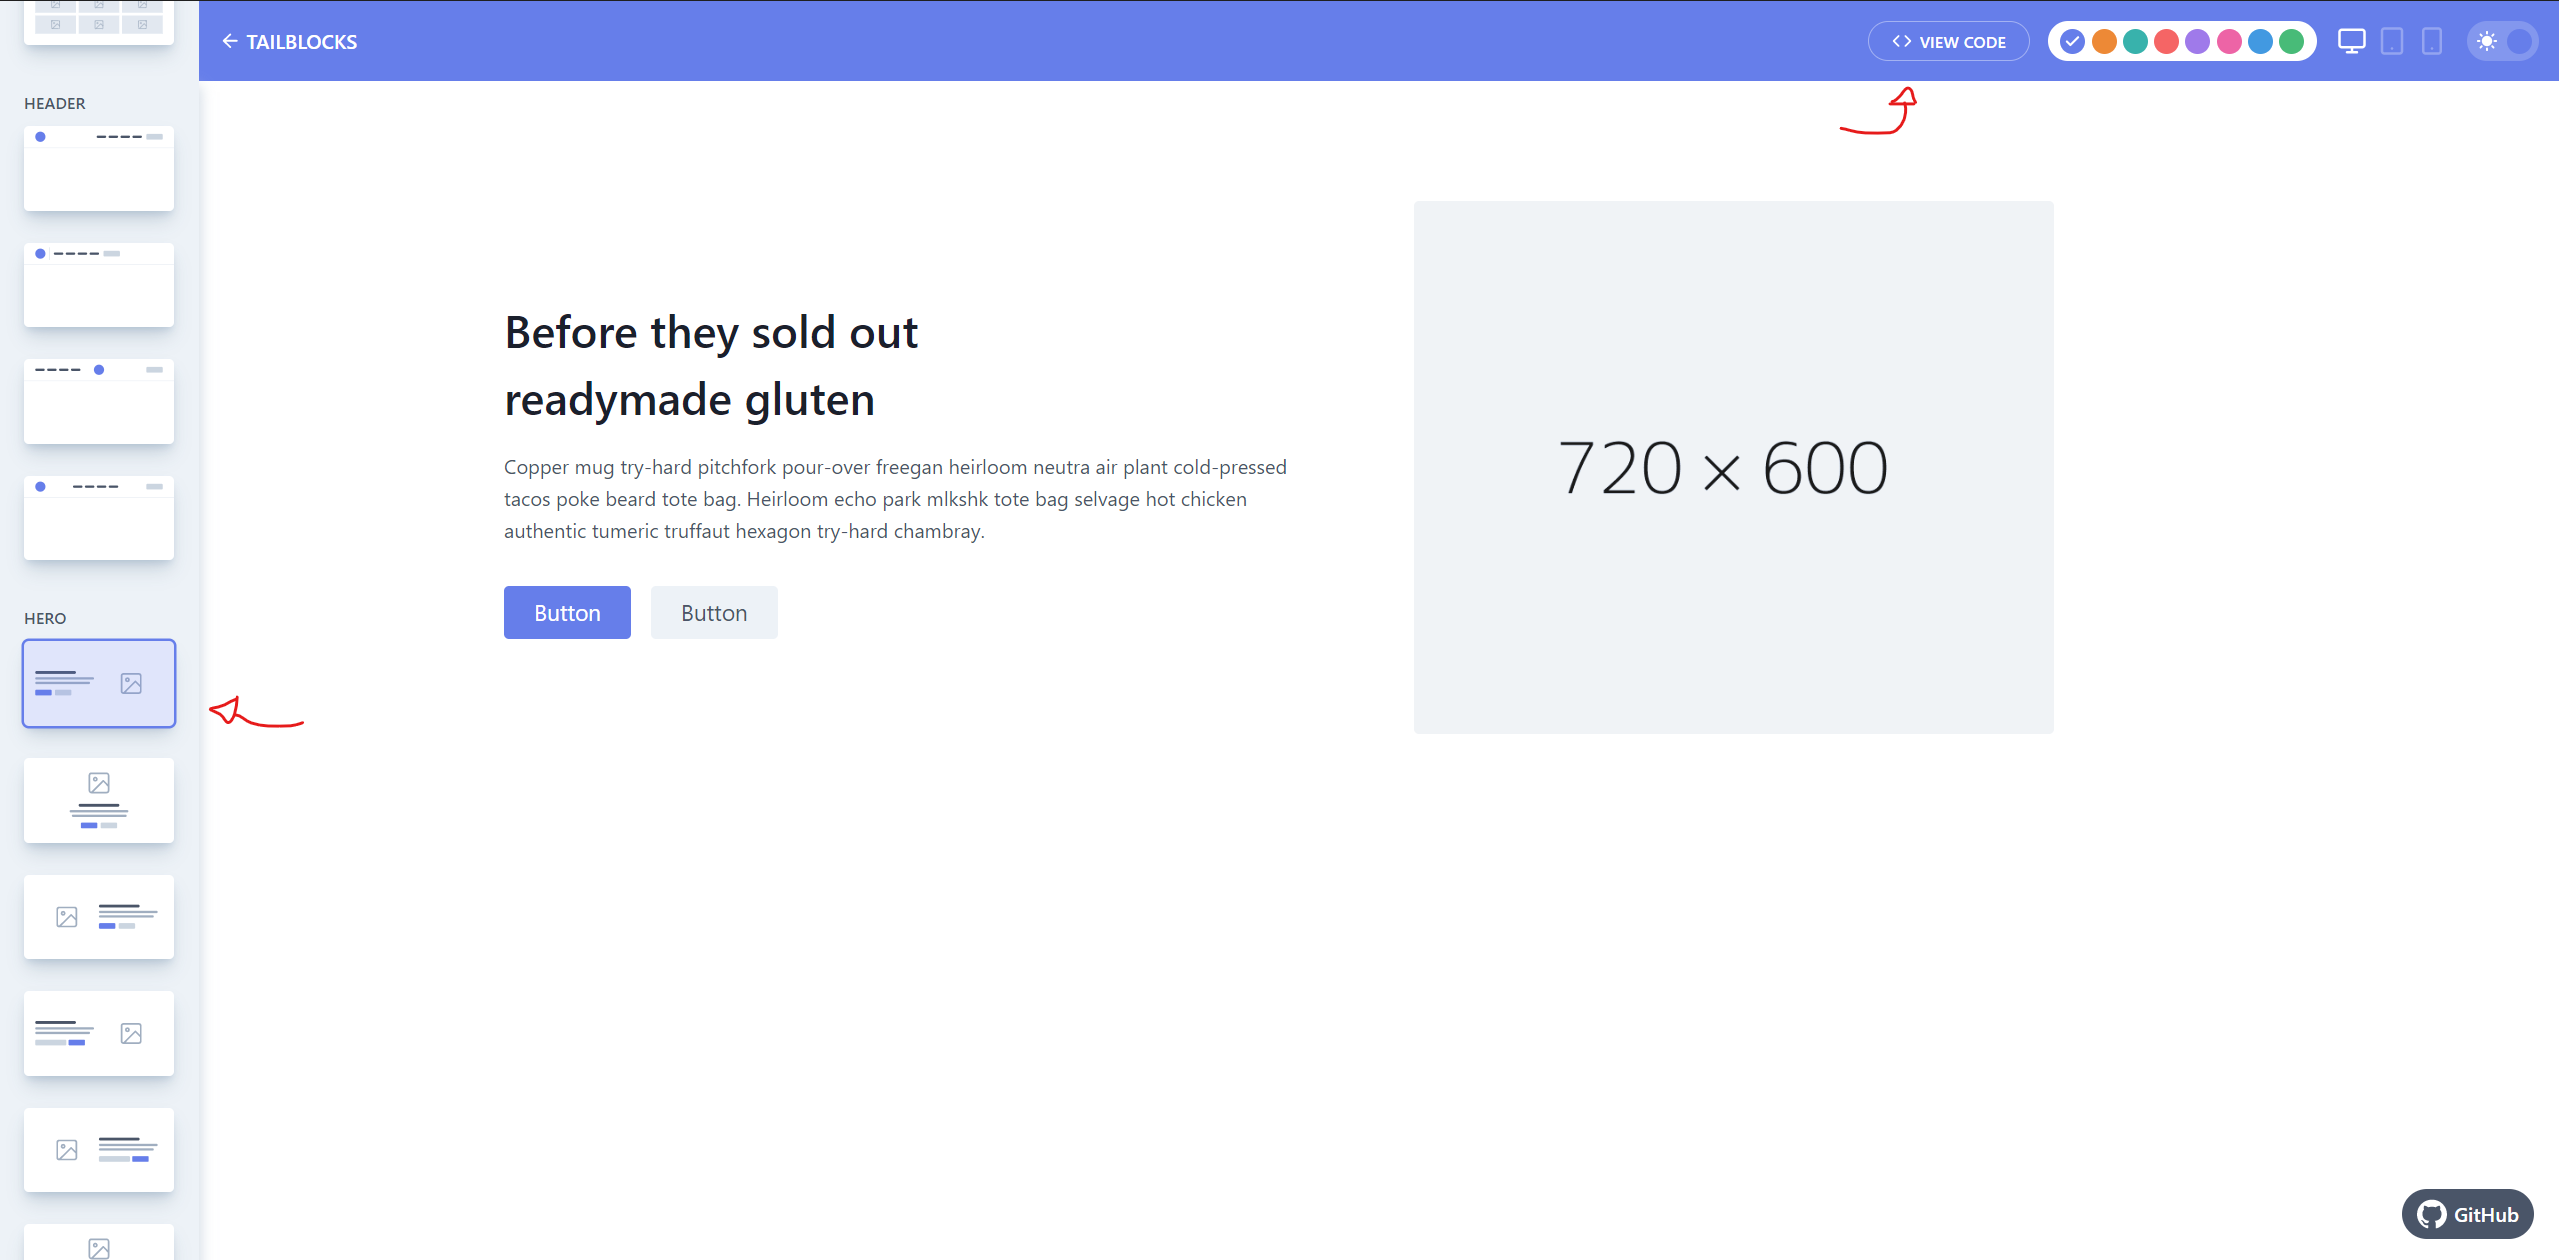 TAILBLOCKS
VIEW CODE
HEADER
HERO
Before they sold out
readymade gluten
Copper mug try-hard pitchfork pour-over freegan heirloom neutra air plant cold-pressed
tacos poke beard tote bag. Heirloom echo park mlkshk tote bag selvage hot chicken
authentic tumeric truffaut hexagon try-hard chambray.
Button Button
720 × 600
GitHub